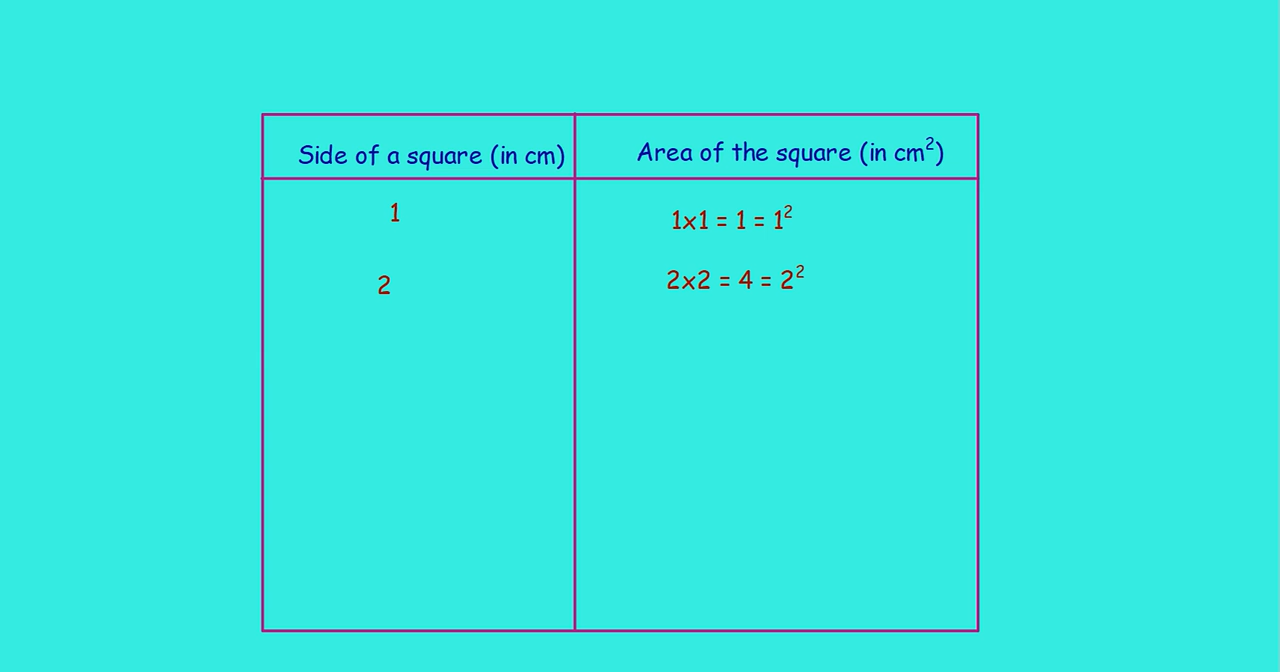 Side of a square (in cm) Area of the square (in cm²)
1 1x1 = 1 = 1²
2 2x2 = 4 = 2²